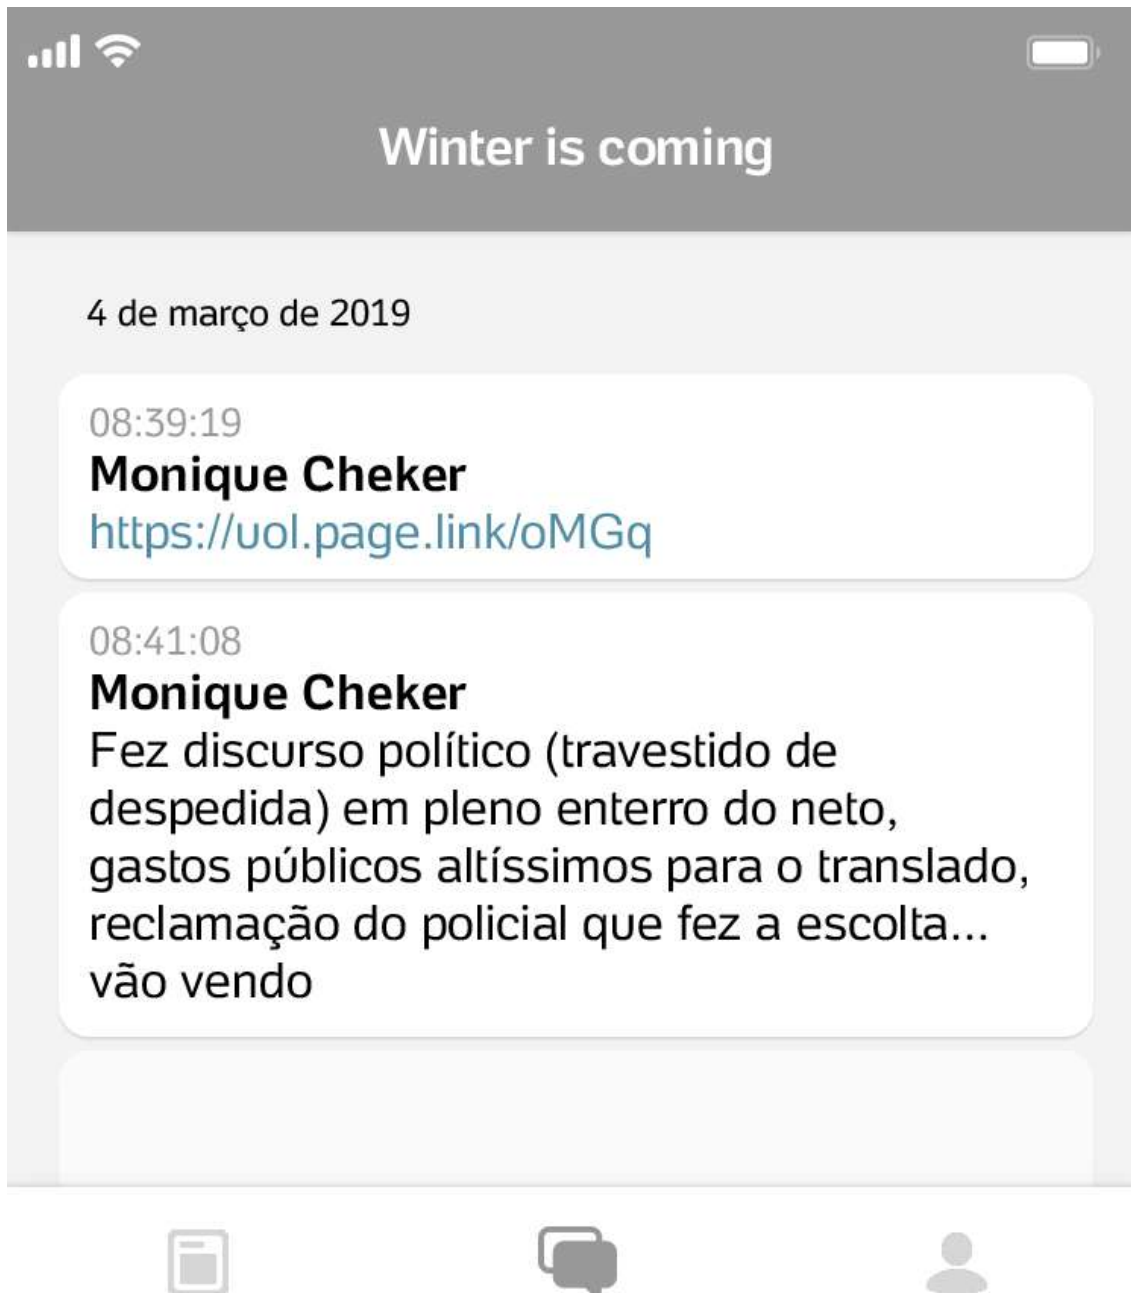 Winter is coming
4 de março de 2019
08:39:19
Monique Cheker
https://uol.page.link/oMGq
08:41:08
Monique Cheker
Fez discurso político (travestido de
despedida) em pleno enterro do neto,
gastos públicos altíssimos para o translado,
reclamação do policial que fez a escolta...
vão vendo